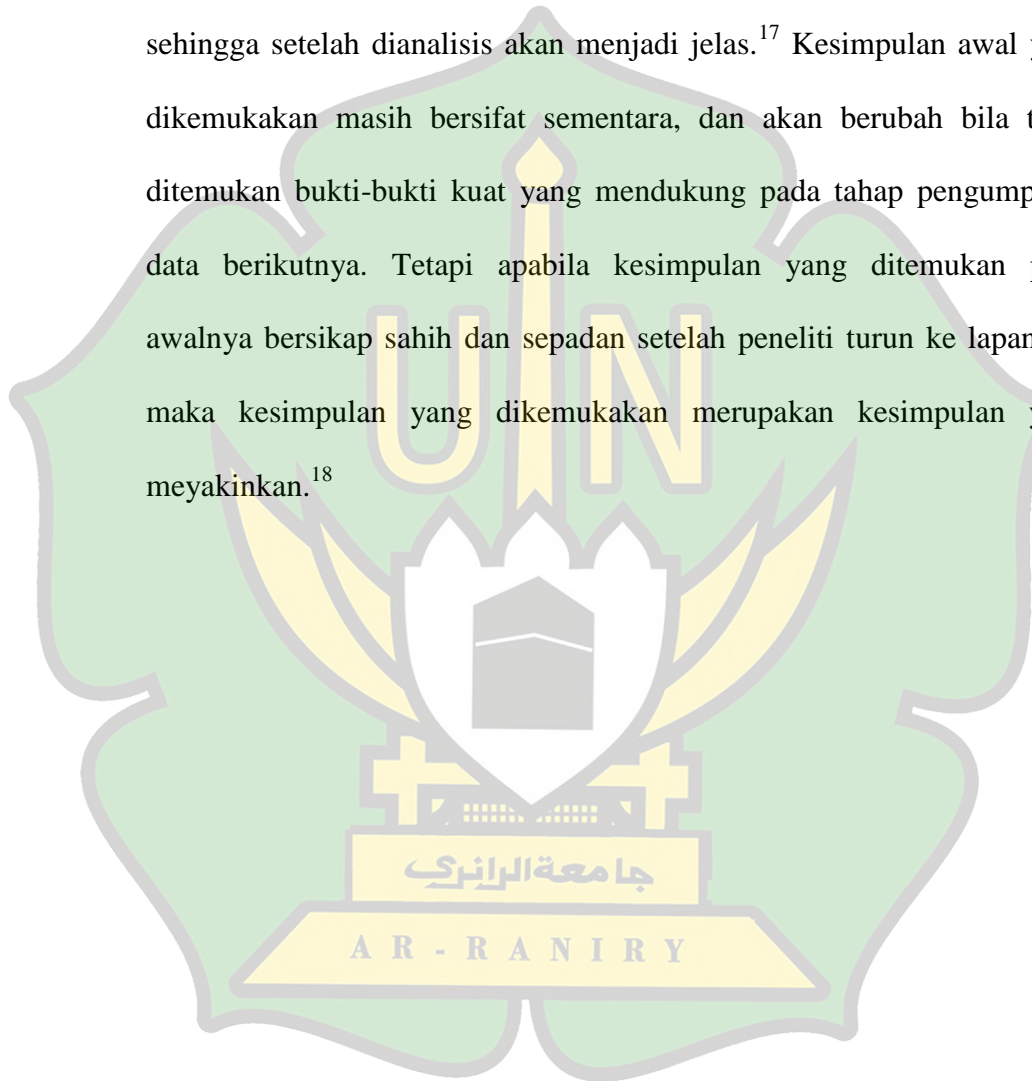 sehingga setelah dianalisis akan menjadi jelas.17 Kesimpulan awal
dikemukakan masih bersifat sementara, dan akan berubah bila
ditemukan bukti-bukti kuat yang mendukung pada tahap
data berikutnya. Tetapi apabila kesimpulan yang ditemukan
awalnya bersikap sahih dan sepadan setelah peneliti turun ke
maka kesimpulan yang dikemukakan merupakan kesimpulan
meyakinkan.18
UIN
جامعةالرانري
AR-RANIRY